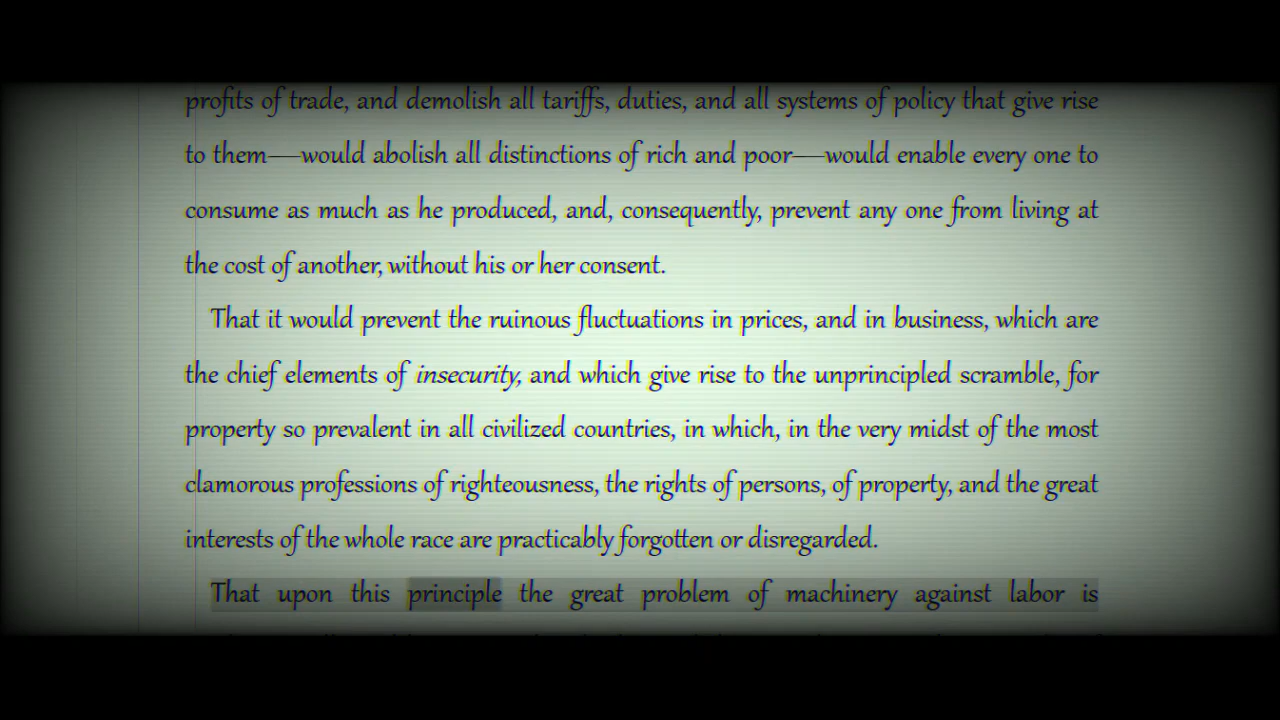 profits of trade, and demolish all tariffs, duties, and all systems of policy that give rise
to them—would abolish all distinctions of rich and poor—would enable every one to
consume as much as he produced, and, consequently, prevent any one from living at
the cost of another, without his or her consent.
That it would prevent the ruinous fluctuations in prices, and in business, which are
the chief elements of insecurity, and which give rise to the unprincipled scramble, for
property so prevalent in all civilized countries, in which, in the very midst of the most
clamorous professions of righteousness, the rights of persons, of property, and the great
interests of the whole race are practicably forgotten or disregarded.
That upon this principle the great problem of machinery against labor is